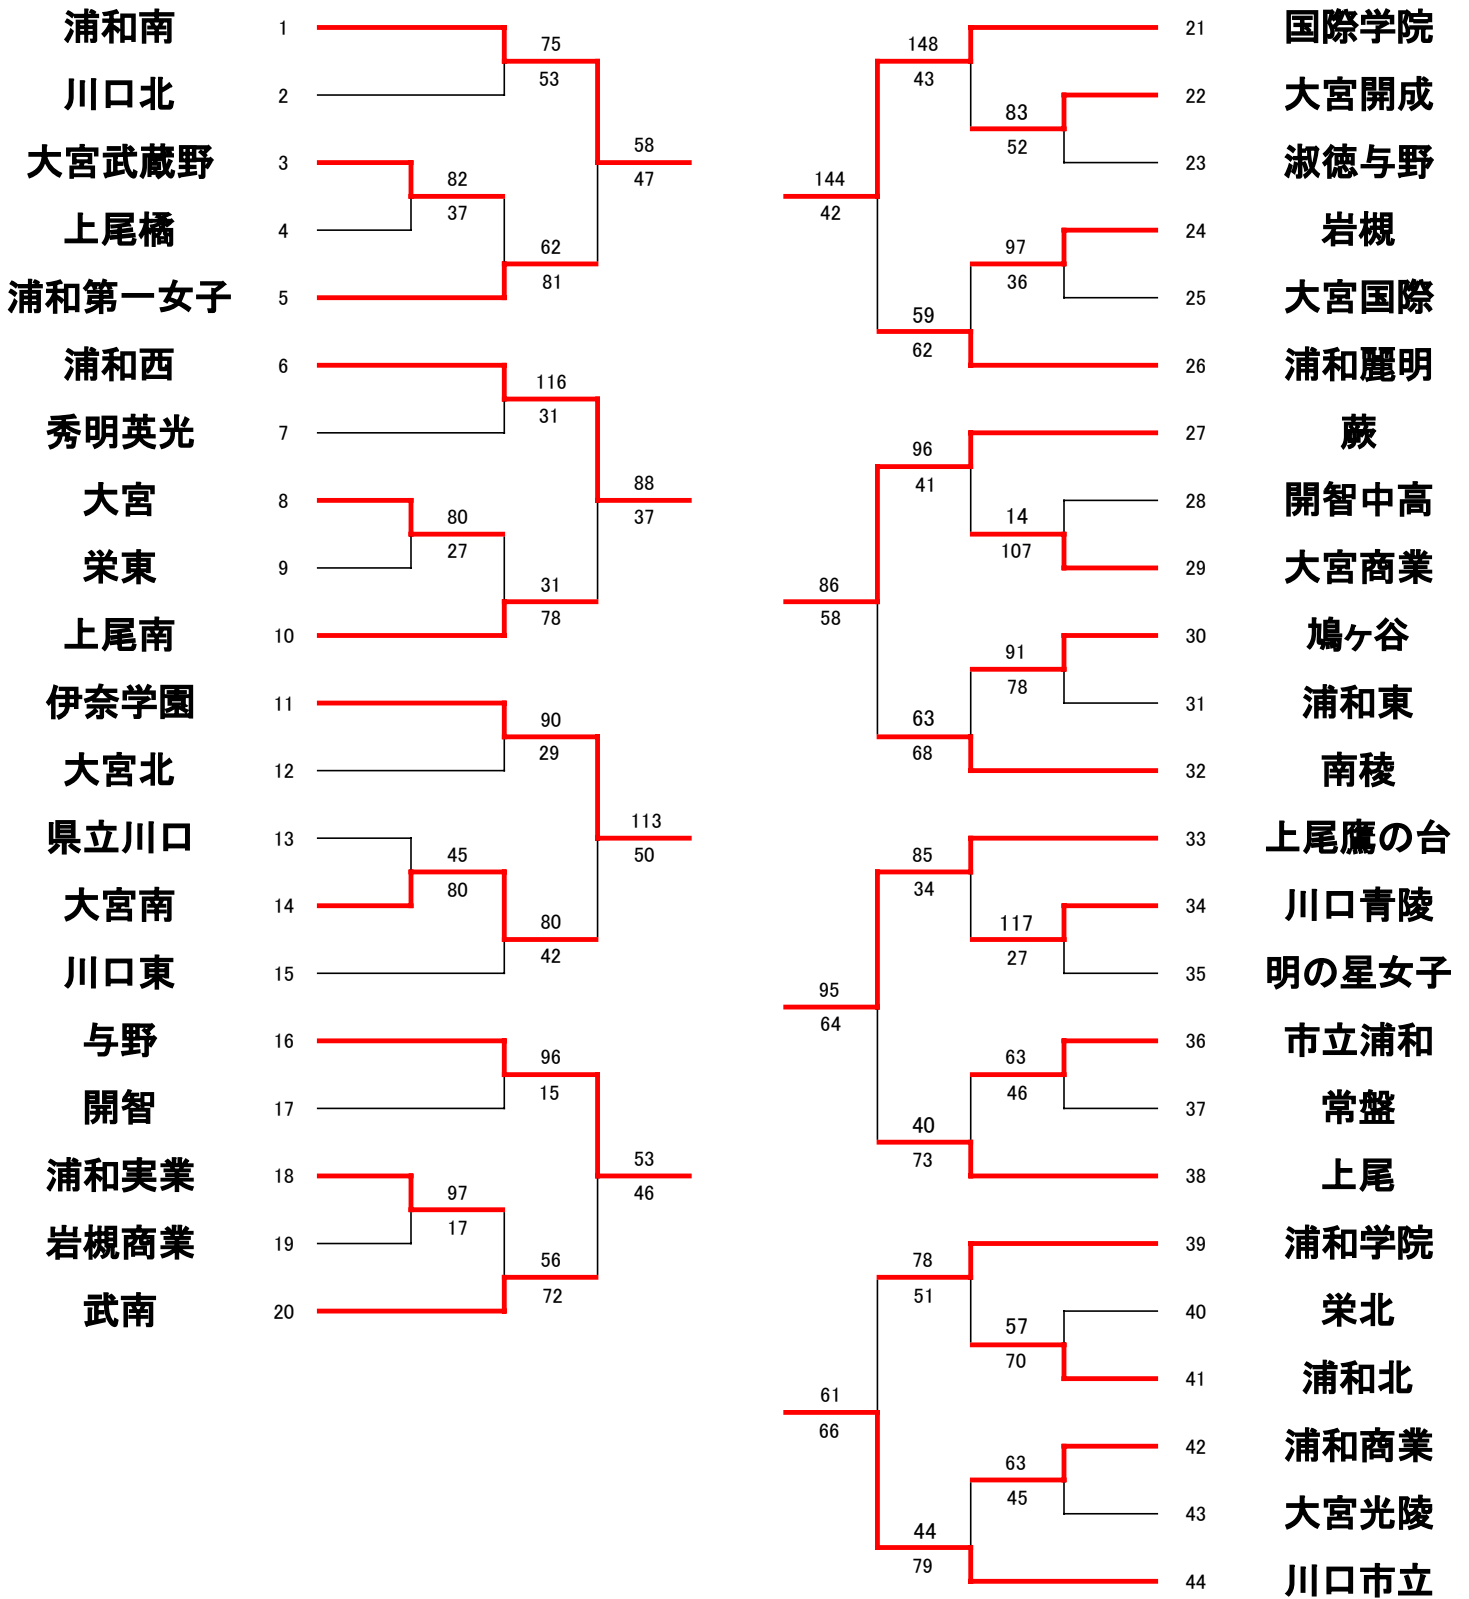 浦和南 1
川口北 2
大宮武蔵野 3
上尾橘 4
浦和第一女子 5
浦和西 6
秀明英光 7
大宮 8
栄東 9
上尾南 10
伊奈学園 11
大宮北 12
県立川口 13
大宮南 14
川口東 15
与野 16
開智 17
浦和実業 18
岩槻商業 19
武南 20
75
53
82
37
62
81
58
47
116
31
80
27
31
78
88
37
90
29
45
80
80
42
113
50
96
15
97
17
56
72
53
46
148
43
83
52
144
42
97
36
59
62
96
41
14
107
86
58
91
78
63
68
85
34
117
27
95
64
63
46
40
73
78
51
57
70
61
66
63
45
44
79
21 国際学院
22 大宮開成
23 淑徳与野
24 岩槻
25 大宮国際
26 浦和麗明
27 蕨
28 開智中高
29 大宮商業
30 鳩ヶ谷
31 浦和東
32 南稜
33 上尾鷹の台
34 川口青陵
35 明の星女子
36 市立浦和
37 常盤
38 上尾
39 浦和学院
40 栄北
41 浦和北
42 浦和商業
43 大宮光陵
44 川口市立